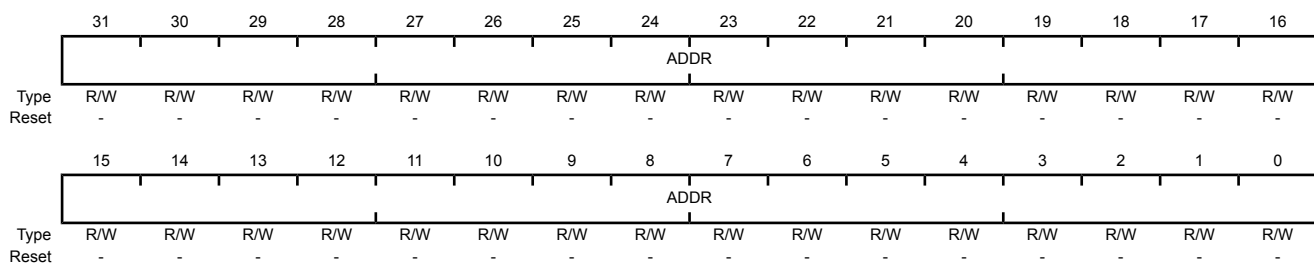 31 30 29 28 27 26 25 24 23 22 21 20 19 18 17 16
ADDR
Type R/W R/W R/W R/W R/W R/W R/W R/W R/W R/W R/W R/W R/W R/W R/W R/W
Reset - - - - - - - - - - - - - - - -
15 14 13 12 11 10 9 8 7 6 5 4 3 2 1 0
ADDR
Type R/W R/W R/W R/W R/W R/W R/W R/W R/W R/W R/W R/W R/W R/W R/W R/W
Reset - - - - - - - - - - - - - - - -